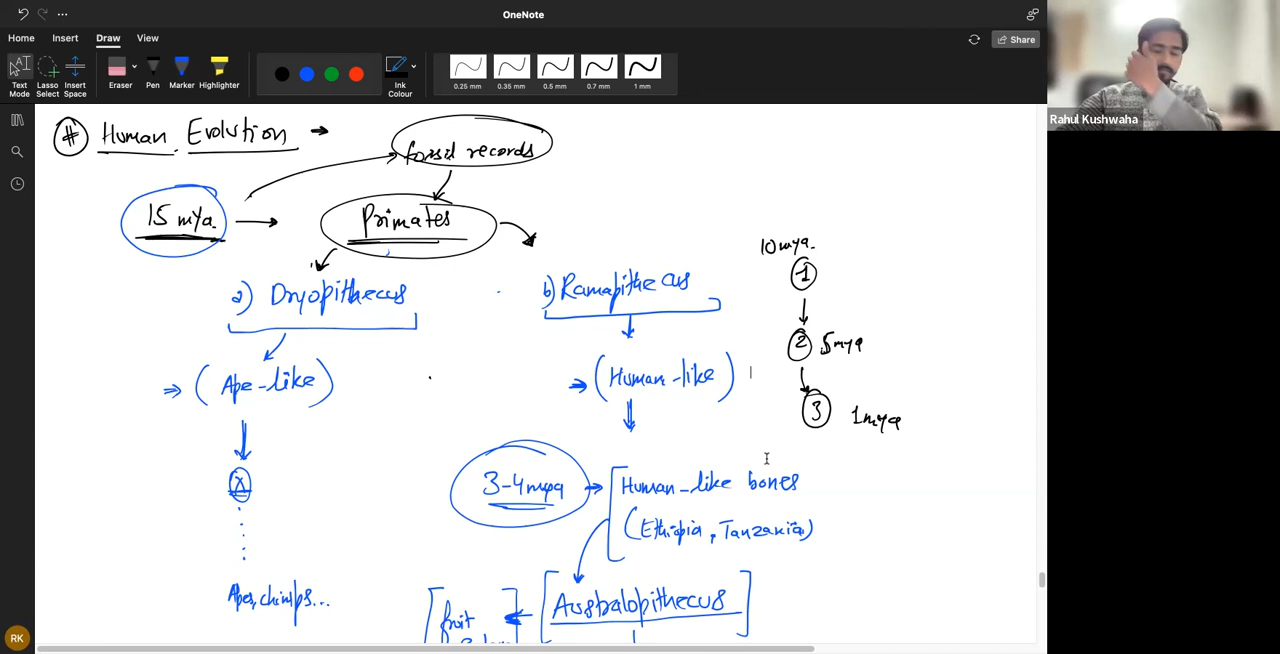 OneNote
Home Insert Draw View
Share
Text Mode
Lasso Select
Insert Space
Eraser
Pen
Marker
Highlighter
Ink Colour
0.25 mm
0.35 mm
0.5 mm
0.7 mm
1 mm
Rahul Kushwaha
# Human Evolution →
fossil records
15 mya. →
Primates
10 mya.
1
a) Dryopithecus
b) Ramapithecus
2 5mya
⇒ (Ape-like)
⇒ (Human-like)
3 1mya
x
3-4 mya →
Human-like bones
(Ethiopia, Tanzania)
Apes, chimps...
fruit
Australopithecus
RK